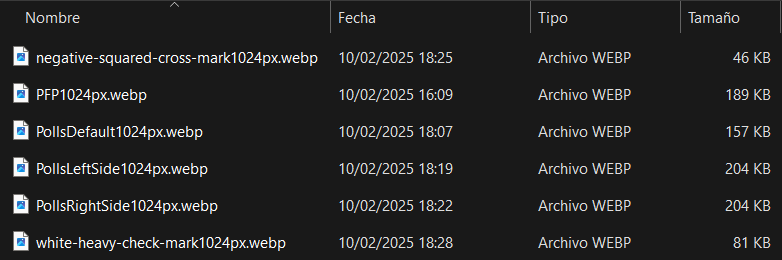 Nombre Fecha Tipo Tamaño
negative-squared-cross-mark1024px.webp 10/02/2025 18:25 Archivo WEBP 46 KB
PFP1024px.webp 10/02/2025 16:09 Archivo WEBP 189 KB
PollsDefault1024px.webp 10/02/2025 18:07 Archivo WEBP 157 KB
PollsLeftSide1024px.webp 10/02/2025 18:19 Archivo WEBP 204 KB
PollsRightSide1024px.webp 10/02/2025 18:22 Archivo WEBP 204 KB
white-heavy-check-mark1024px.webp 10/02/2025 18:28 Archivo WEBP 81 KB